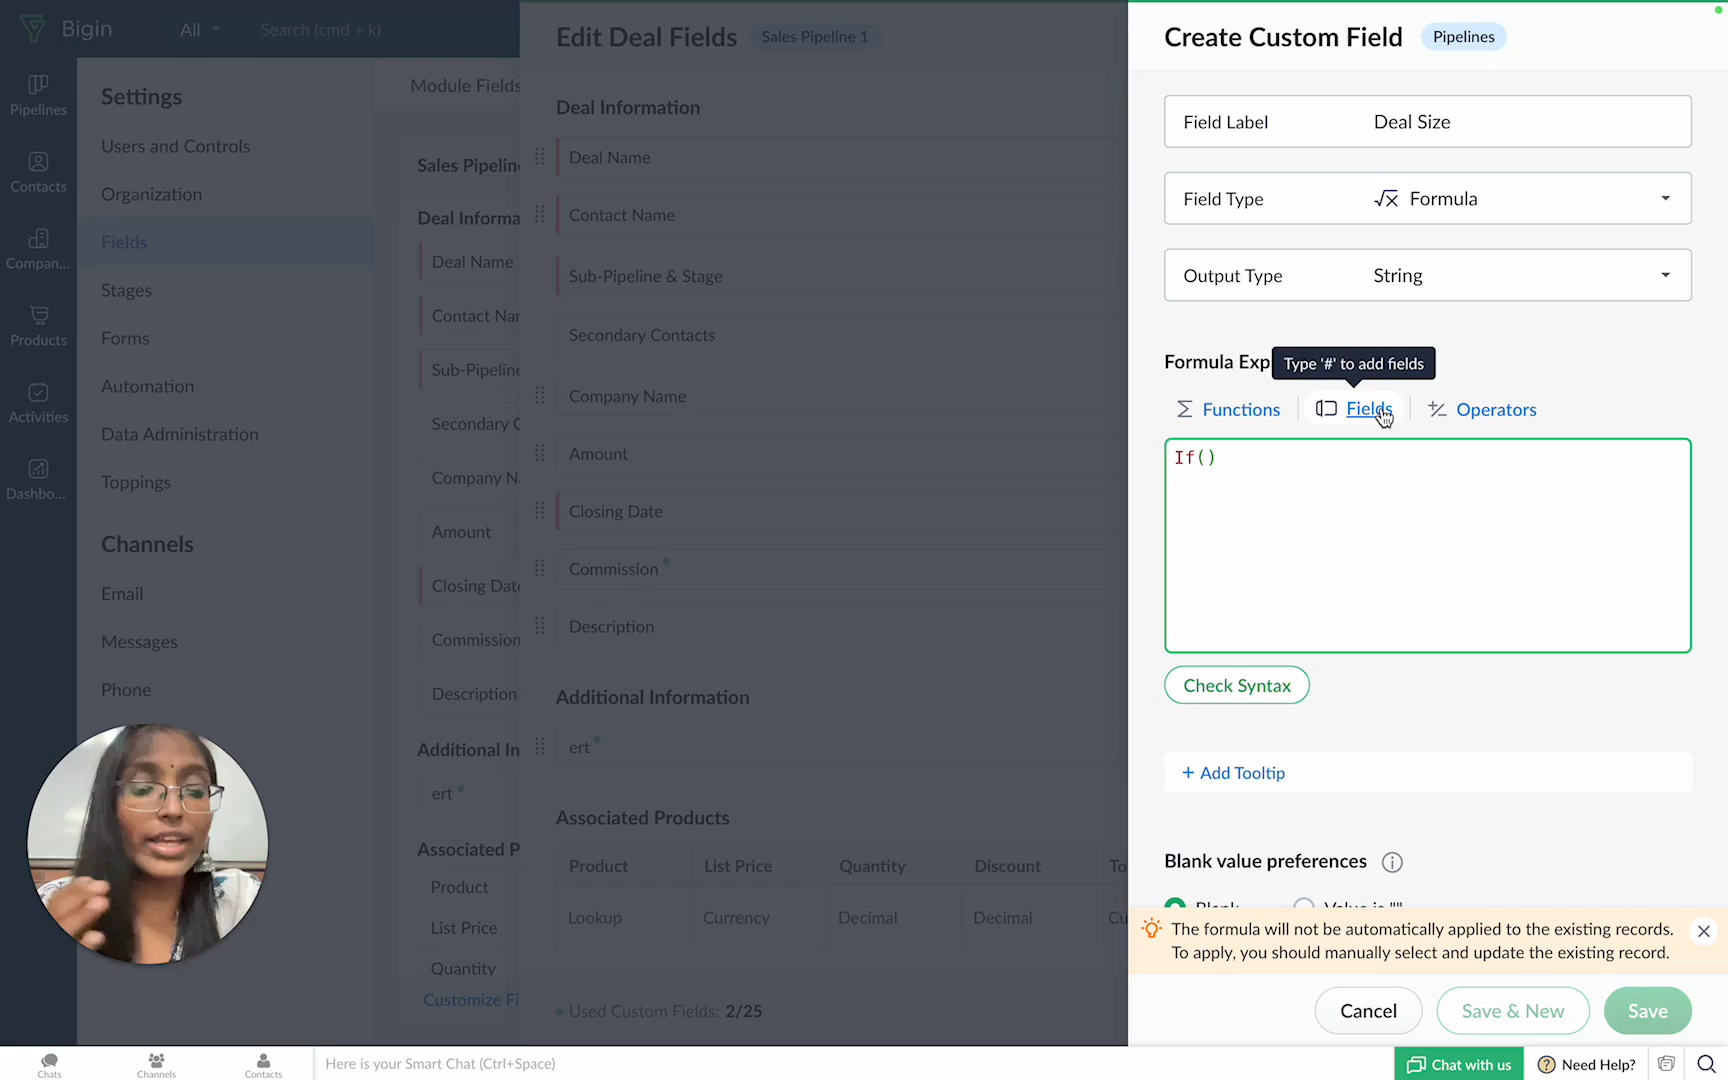 Bigin
All
Search (cmd + k)
Pipelines
Contacts
Compan...
Products
Activities
Dashbo...
Settings
Users and Controls
Organization
Fields
Stages
Forms
Automation
Data Administration
Toppings
Channels
Email
Messages
Phone
Module Fields
Sales Pipelin
Deal Informa
Deal Name
Contact Nar
Sub-Pipeline
Secondary C
Company N
Amount
Closing Date
Commission
Description
Additional In
ert
Associated P
Product
List Price
Quantity
Customize Fi
Edit Deal Fields
Sales Pipeline 1
Deal Information
Deal Name
Contact Name
Sub-Pipeline & Stage
Secondary Contacts
Company Name
Amount
Closing Date
Commission
Description
Additional Information
ert
Associated Products
Product List Price Quantity Discount To
Lookup Currency Decimal Decimal Cu
Used Custom Fields: 2/25
Create Custom Field
Pipelines
Field Label Deal Size
Field Type Formula
Output Type String
Formula Exp
Type '#' to add fields
Functions
Fields
Operators
If()
Check Syntax
+ Add Tooltip
Blank value preferences
The formula will not be automatically applied to the existing records.
To apply, you should manually select and update the existing record.
Cancel
Save & New
Save
Chats
Channels
Contacts
Here is your Smart Chat (Ctrl+Space)
Chat with us
Need Help?